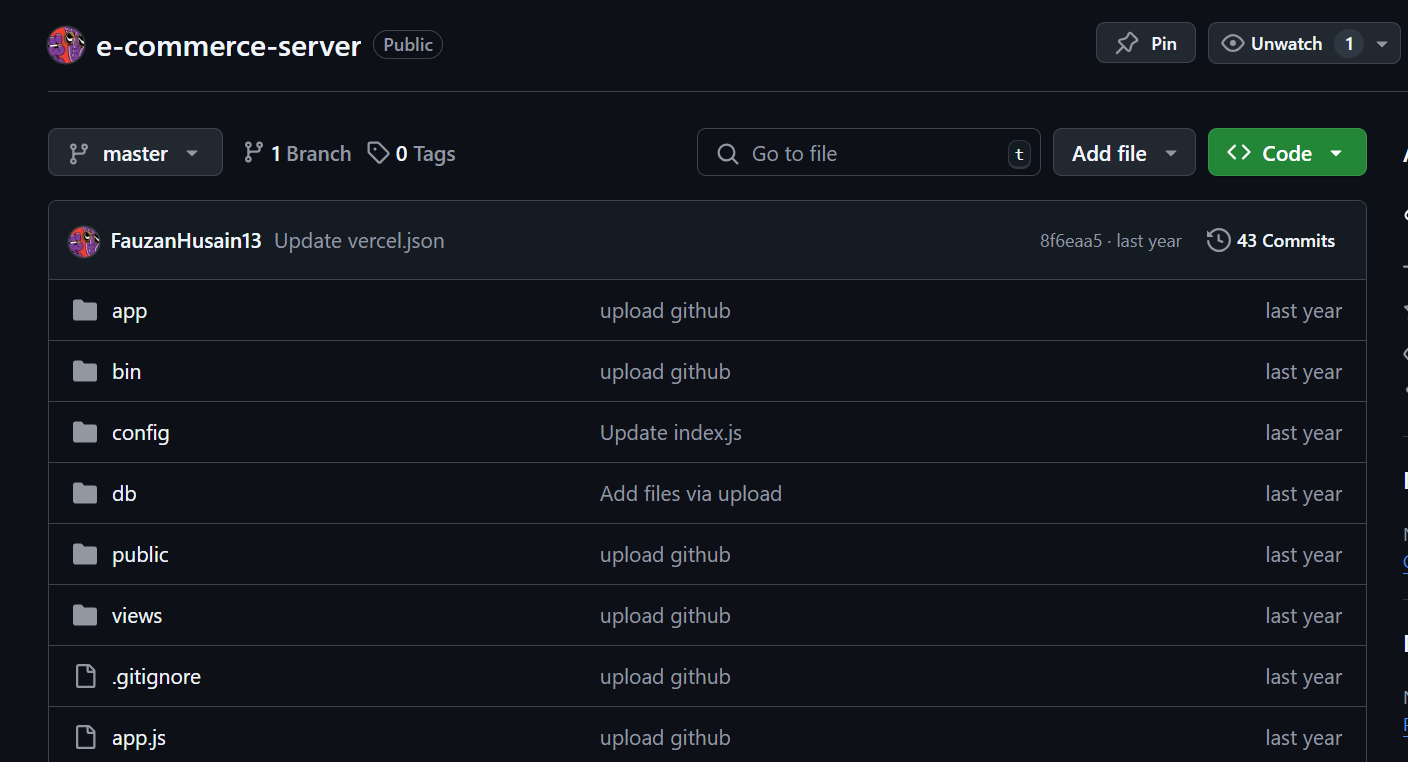 e-commerce-server Public Pin Unwatch 1
master 1 Branch 0 Tags Go to file t Add file Code
FauzanHusain13 Update vercel.json 8f6eaa5 · last year 43 Commits
app upload github last year
bin upload github last year
config Update index.js last year
db Add files via upload last year
public upload github last year
views upload github last year
.gitignore upload github last year
app.js upload github last year